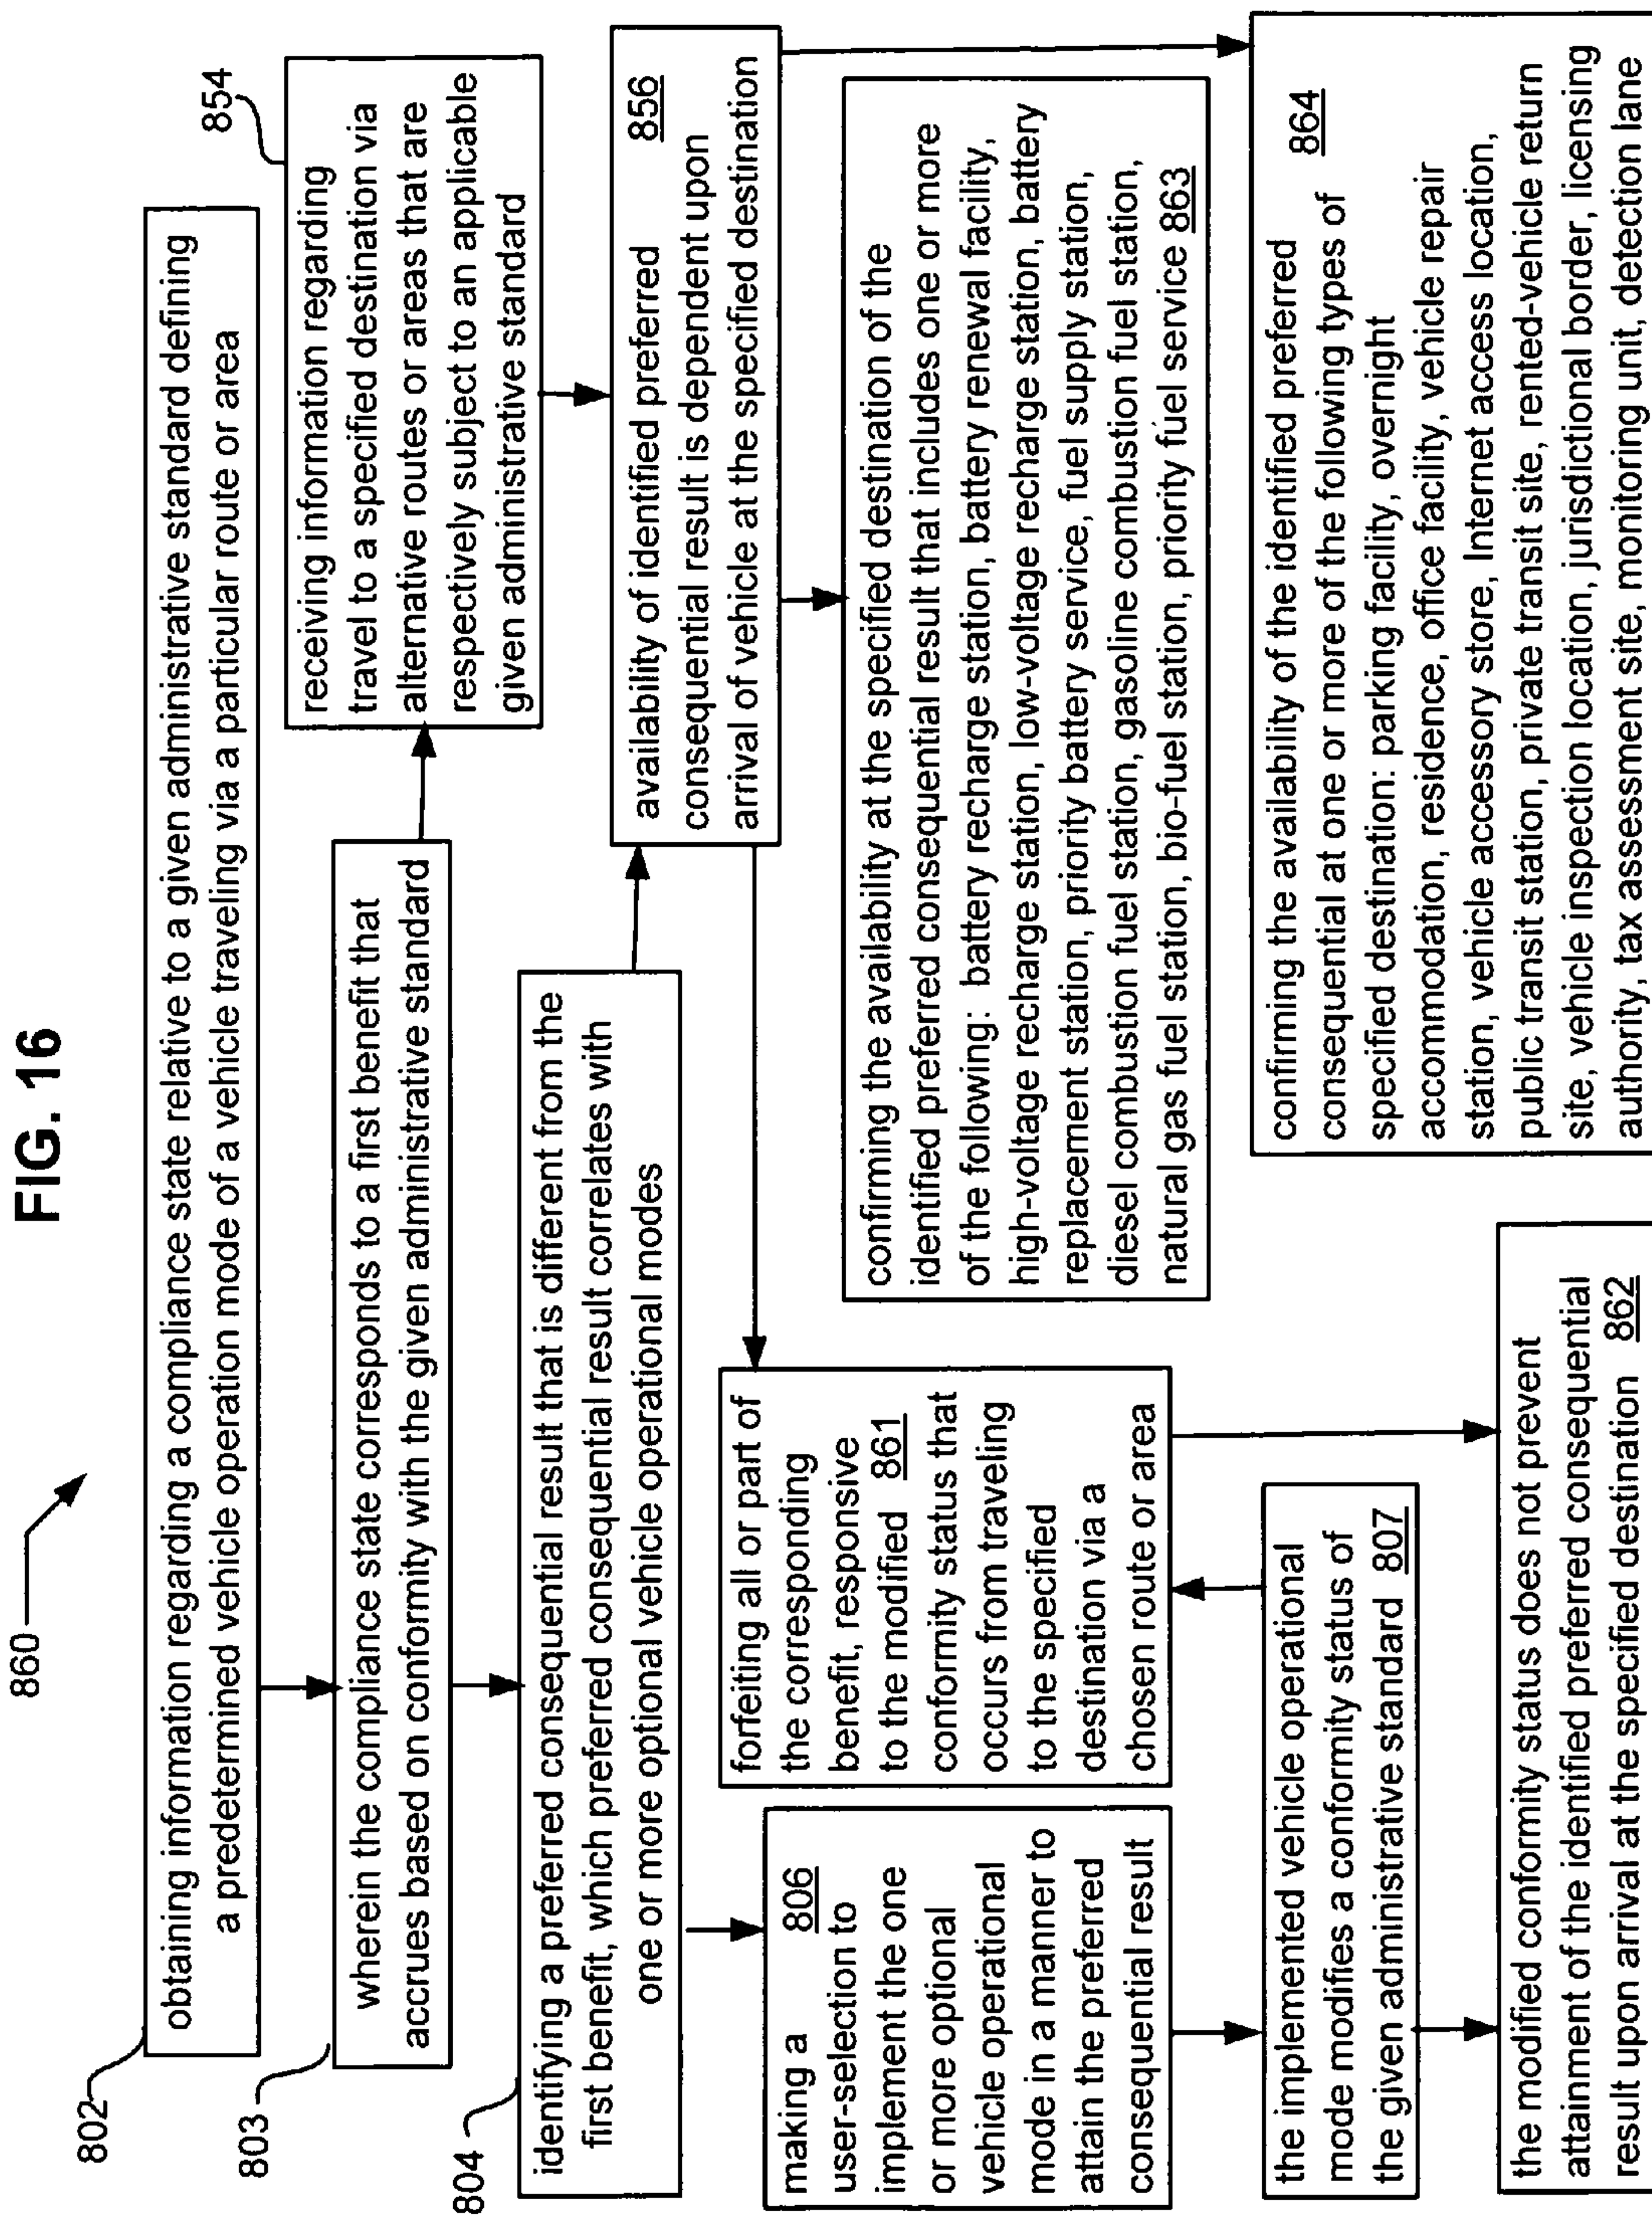 FIG. 16
860
802
obtaining information regarding a compliance state relative to a given administrative standard defining
a predetermined vehicle operation mode of a vehicle traveling via a particular route or area
803
wherein the compliance state corresponds to a first benefit that
accrues based on conformity with the given administrative standard
854
receiving information regarding
travel to a specified destination via
alternative routes or areas that are
respectively subject to an applicable
given administrative standard
804
identifying a preferred consequential result that is different from the
first benefit, which preferred consequential result correlates with
one or more optional vehicle operational modes
availability of identified preferred 856
consequential result is dependent upon
arrival of vehicle at the specified destination
making a 806
user-selection to
implement the one
or more optional
vehicle operational
mode in a manner to
attain the preferred
consequential result
forfeiting all or part of
the corresponding
benefit, responsive
to the modified 861
conformity status that
occurs from traveling
to the specified
destination via a
chosen route or area
confirming the availability at the specified destination of the
identified preferred consequential result that includes one or more
of the following: battery recharge station, battery renewal facility,
high-voltage recharge station, low-voltage recharge station, battery
replacement station, priority battery service, fuel supply station,
diesel combustion fuel station, gasoline combustion fuel station,
natural gas fuel station, bio-fuel station, priority fuel service 863
the implemented vehicle operational
mode modifies a conformity status of
the given administrative standard 807
confirming the availability of the identified preferred 864
consequential at one or more of the following types of
specified destination: parking facility, overnight
accommodation, residence, office facility, vehicle repair
station, vehicle accessory store, Internet access location,
public transit station, private transit site, rented-vehicle return
site, vehicle inspection location, jurisdictional border, licensing
authority, tax assessment site, monitoring unit, detection lane
the modified conformity status does not prevent
attainment of the identified preferred consequential
result upon arrival at the specified destination 862